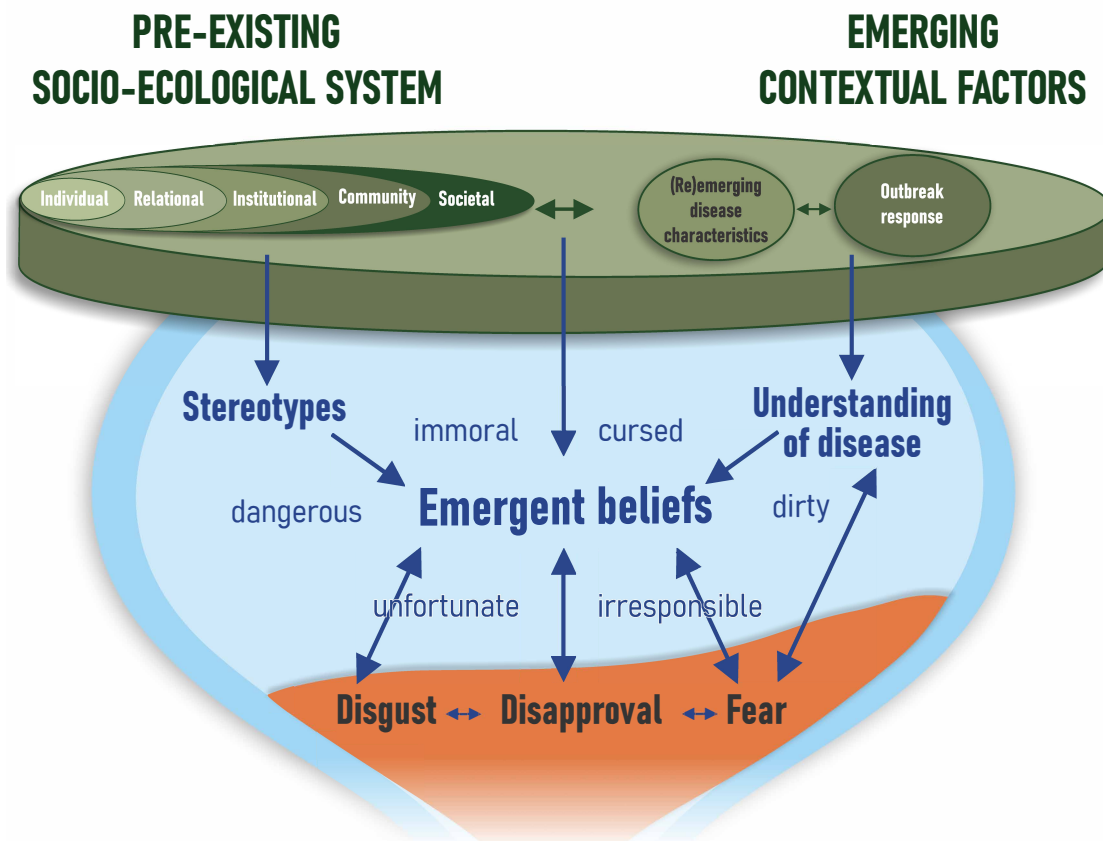 PRE-EXISTING
SOCIO-ECOLOGICAL SYSTEM
EMERGING
CONTEXTUAL FACTORS
Individual
Relational
Institutional
Community
Societal
(Re)emerging
disease
characteristics
Outbreak
response
Stereotypes
Understanding
of disease
immoral
cursed
dangerous
Emergent beliefs
dirty
unfortunate
irresponsible
Disgust
Disapproval
Fear